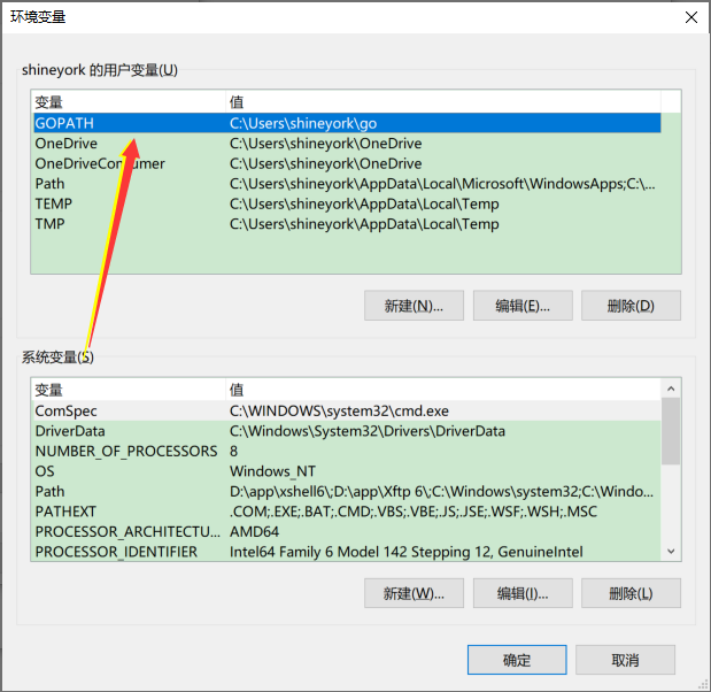 环境变量
shineyork 的用户变量(U)
变量 值
GOPATH C:\Users\shineyork\go
OneDrive C:\Users\shineyork\OneDrive
OneDriveConsumer C:\Users\shineyork\OneDrive
Path C:\Users\shineyork\AppData\Local\Microsoft\WindowsApps;C:\...
TEMP C:\Users\shineyork\AppData\Local\Temp
TMP C:\Users\shineyork\AppData\Local\Temp
新建(N)... 编辑(E)... 删除(D)
系统变量(S)
变量 值
ComSpec C:\WINDOWS\system32\cmd.exe
DriverData C:\Windows\System32\Drivers\DriverData
NUMBER_OF_PROCESSORS 8
OS Windows_NT
Path D:\app\xshell6\;D:\app\Xftp 6\;C:\Windows\system32;C:\Windo...
PATHEXT .COM;.EXE;.BAT;.CMD;.VBS;.VBE;.JS;.JSE;.WSF;.WSH;.MSC
PROCESSOR_ARCHITECTU... AMD64
PROCESSOR_IDENTIFIER Intel64 Family 6 Model 142 Stepping 12, GenuineIntel
新建(W)... 编辑(I)... 删除(L)
确定 取消